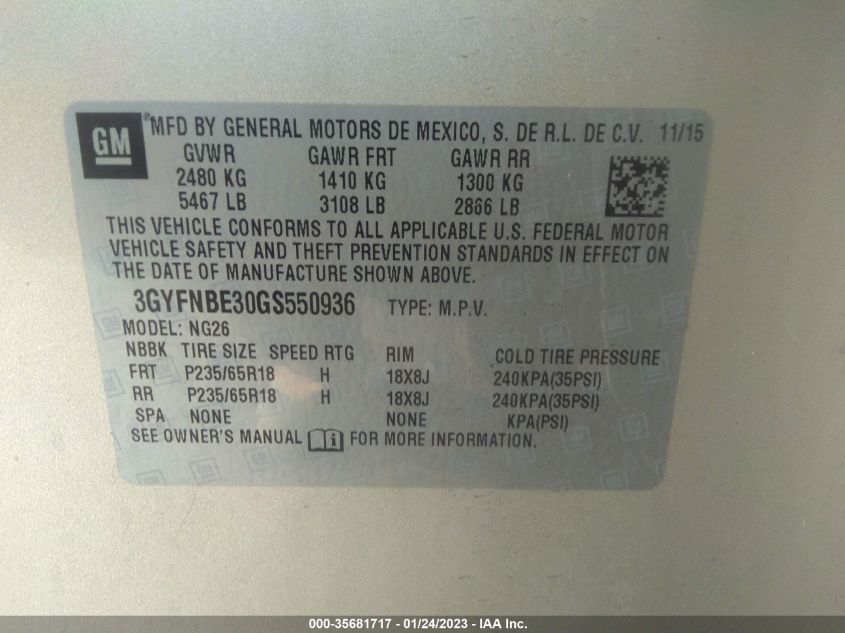 GM
MFD BY GENERAL MOTORS DE MEXICO, S. DE R.L. DE C.V. 11/15
GVWR GAWR FRT GAWR RR
2480 KG 1410 KG 1300 KG
5467 LB 3108 LB 2866 LB
THIS VEHICLE CONFORMS TO ALL APPLICABLE U.S. FEDERAL MOTOR
VEHICLE SAFETY AND THEFT PREVENTION STANDARDS IN EFFECT ON
THE DATE OF MANUFACTURE SHOWN ABOVE.
3GYFNBE30GS550936 TYPE: M.P.V.
MODEL: NG26
NBBK TIRE SIZE SPEED RTG RIM COLD TIRE PRESSURE
FRT P235/65R18 H 18X8J 240KPA(35PSI)
RR P235/65R18 H 18X8J 240KPA(35PSI)
SPA NONE NONE KPA(PSI)
SEE OWNER'S MANUAL FOR MORE INFORMATION.
000-35681717 - 01/24/2023 - IAA Inc.